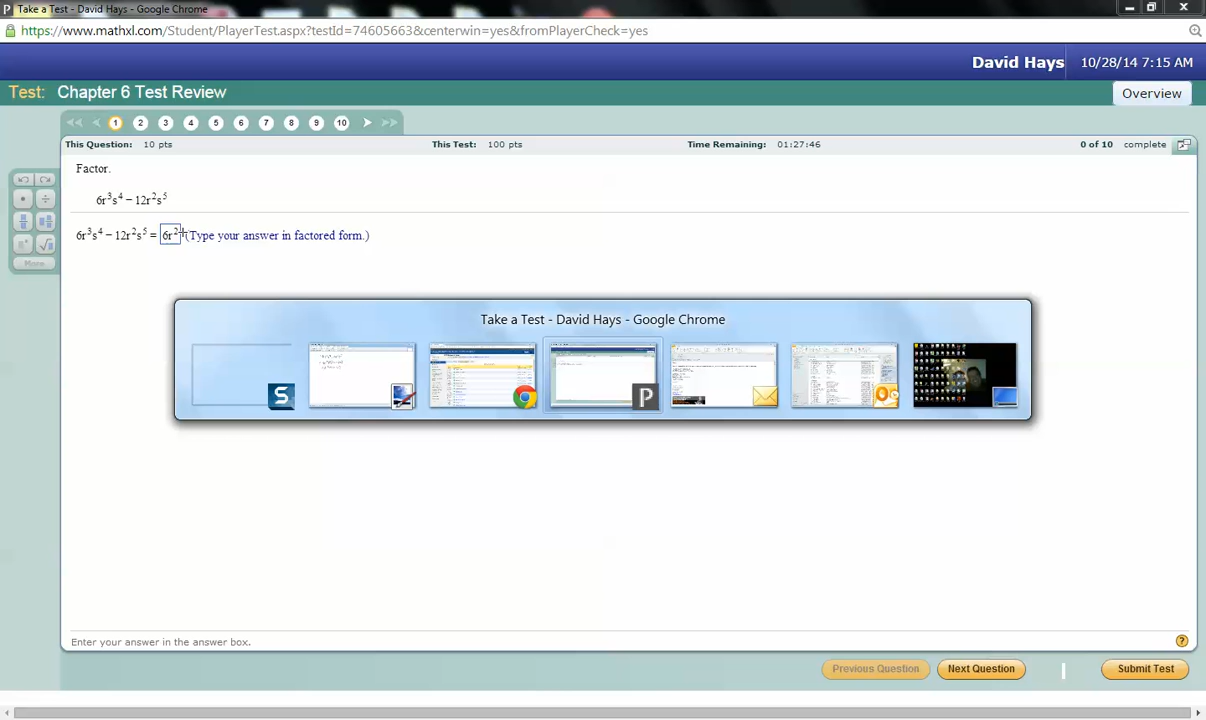 Take a Test - David Hays - Google Chrome
https://www.mathxl.com/Student/PlayerTest.aspx?testId=74605663&centerwin=yes&fromPlayerCheck=yes
David Hays 10/28/14 7:15 AM
Test: Chapter 6 Test Review
Overview
1 2 3 4 5 6 7 8 9 10
This Question: 10 pts This Test: 100 pts Time Remaining: 01:27:46 0 of 10 complete
Factor.
6r³s⁴ − 12r²s⁵
6r³s⁴ − 12r²s⁵ = 6r² (Type your answer in factored form.)
More
Take a Test - David Hays - Google Chrome
Enter your answer in the answer box.
Previous Question Next Question Submit Test